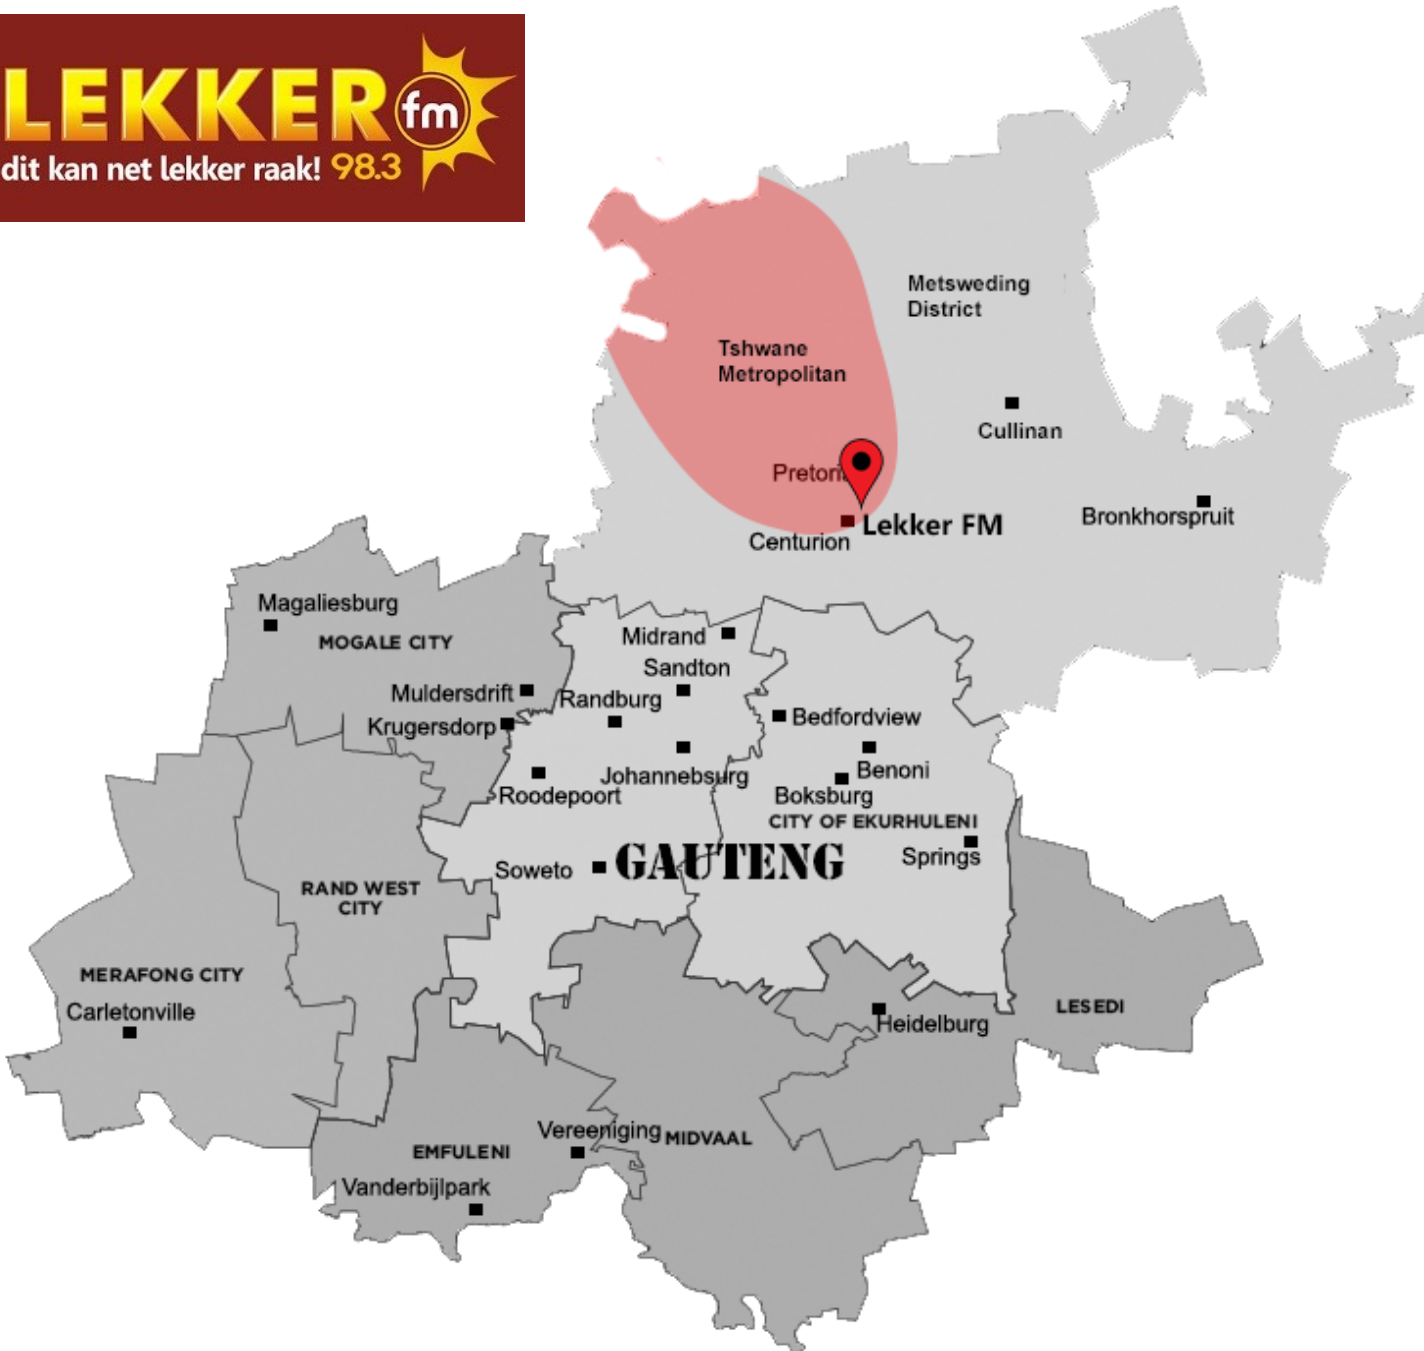 LEKKER fm
dit kan net lekker raak! 98.3
Metsweding
District
Tshwane
Metropolitan
Cullinan
Pretori
Bronkhorspruit
Lekker FM
Centurion
Magaliesburg
MOGALE CITY
Midrand
Sandton
Muldersdrift
Randburg
Krugersdorp
Bedfordview
Johannebsurg
Benoni
Roodepoort
Boksburg
CITY OF EKURHULENI
Springs
Soweto
GAUTENG
RAND WEST
CITY
MERAFONG CITY
Carletonville
LESEDI
Heidelburg
Vereeniging
MIDVAAL
EMFULENI
Vanderbijlpark